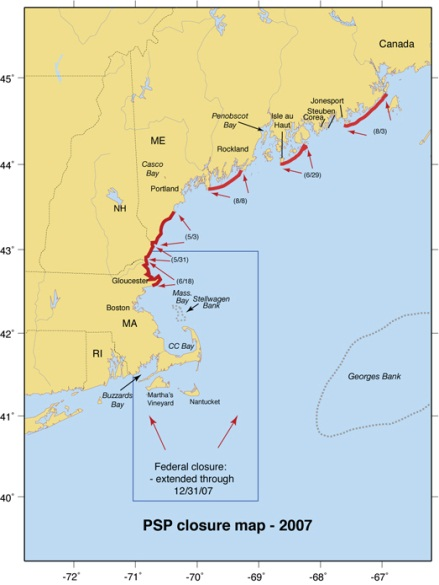 Canada
45°
Jonesport
Steuben
Corea
Isle au
Haut
Penobscot
Bay
(8/3)
ME
Rockland
44°
Casco
Bay
(6/29)
Portland
(8/8)
NH
(5/3)
43°
(5/31)
(6/18)
Gloucester
Mass.
Bay
Stellwagen
Bank
Boston
42°
MA
CC Bay
RI
Georges Bank
Buzzards
Bay
Martha's
Vineyard
Nantucket
41°
Federal closure:
- extended through
12/31/07
40°
PSP closure map - 2007
-72° -71° -70° -69° -68° -67°